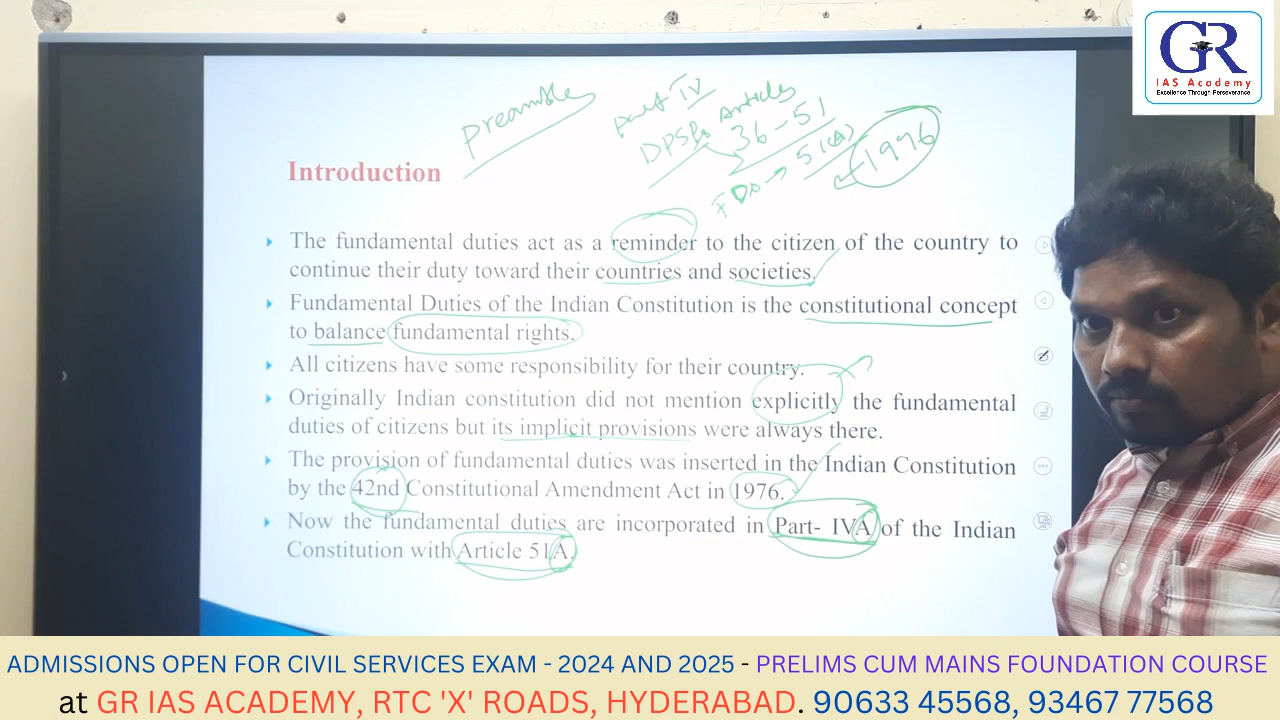 GR
IAS Academy
Excellence Through Perseverance
preamble
Part IV
DPSPs Articles
36-51
FDs → 51(A)
1976
Introduction
The fundamental duties act as a reminder to the citizen of the country to
continue their duty toward their countries and societies.
Fundamental Duties of the Indian Constitution is the constitutional concept
to balance fundamental rights.
All citizens have some responsibility for their country.
Originally Indian constitution did not mention explicitly the fundamental
duties of citizens but its implicit provisions were always there.
The provision of fundamental duties was inserted in the Indian Constitution
by the 42nd Constitutional Amendment Act in 1976.
Now the fundamental duties are incorporated in Part- IVA of the Indian
Constitution with Article 51A.
ADMISSIONS OPEN FOR CIVIL SERVICES EXAM - 2024 AND 2025 - PRELIMS CUM MAINS FOUNDATION COURSE
at GR IAS ACADEMY, RTC 'X' ROADS, HYDERABAD. 90633 45568, 93467 77568